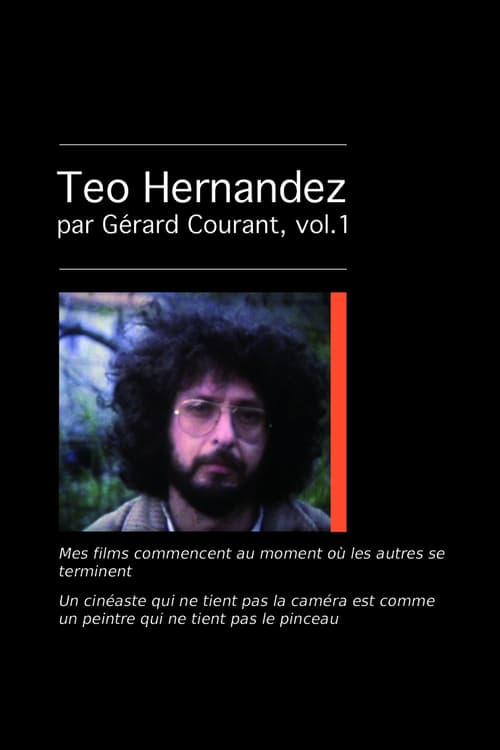 Teo Hernandez
par Gérard Courant, vol.1
Mes films commencent au moment où les autres se
terminent
Un cinéaste qui ne tient pas la caméra est comme
un peintre qui ne tient pas le pinceau